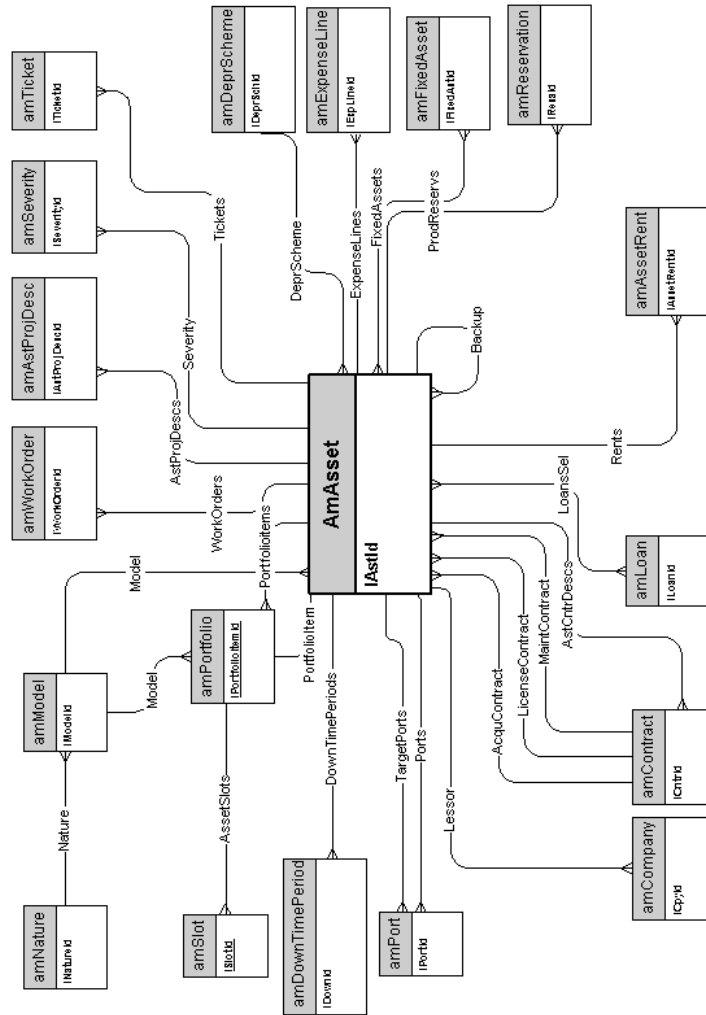 amTicket
lTicketId
amSeverity
lSeverityId
amAstProjDesc
lAstProjDescId
amWorkOrder
lWorkOrderId
amDeprScheme
lDeprSchId
amExpenseLine
lExpLineId
amFixedAsset
lFixedAstId
amReservation
lResId
Tickets
Severity
AstProjDescs
WorkOrders
DeprScheme
ExpenseLines
FixedAssets
ProdReservs
Backup
amAssetRent
lAssetRentId
Rents
AmAsset
lAstId
Portfolioitems
PortfolioItem
Model
Model
amModel
lModelId
amPortfolio
lPortfolioItemId
Nature
amNature
lNatureId
AssetSlots
amSlot
lSlotId
DownTimePeriods
amDownTimePeriod
lDownId
TargetPorts
Ports
amPort
lPortId
Lessor
amCompany
lCpyId
AcquContract
LicenseContract
MaintContract
AstCntrDescs
amContract
lCntrId
LoansSel
amLoan
lLoanId